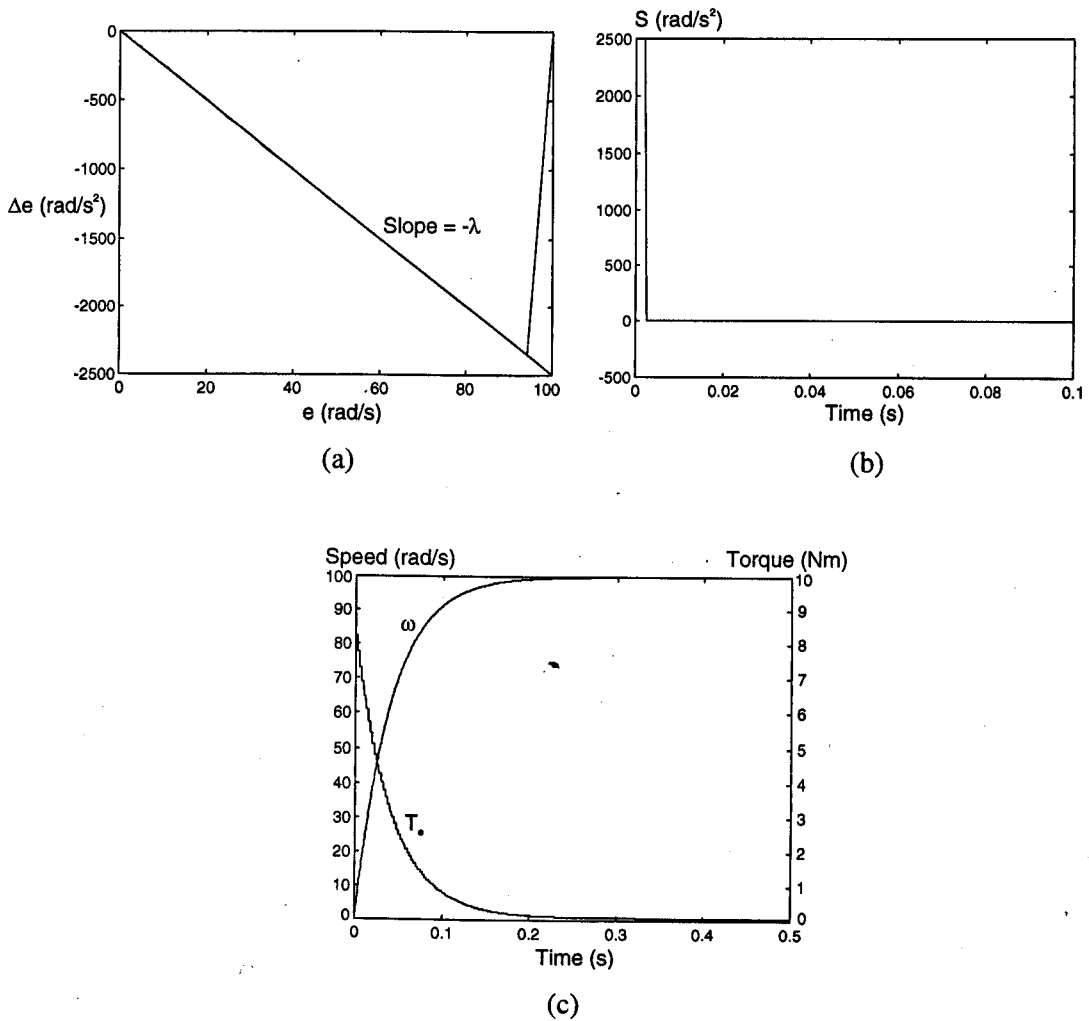 S (rad/s²)
0
-500
-1000
Δe (rad/s²)
-1500
-2000
-2500
Slope = -λ
0 20 40 60 80 100
e (rad/s)
(a)
2500
2000
1500
1000
500
0
-500
0 0.02 0.04 0.06 0.08 0.1
Time (s)
(b)
Speed (rad/s) Torque (Nm)
100
90
80
70
60
50
40
30
20
10
0
ω
Tₑ
10
9
8
7
6
5
4
3
2
1
0
0 0.1 0.2 0.3 0.4 0.5
Time (s)
(c)